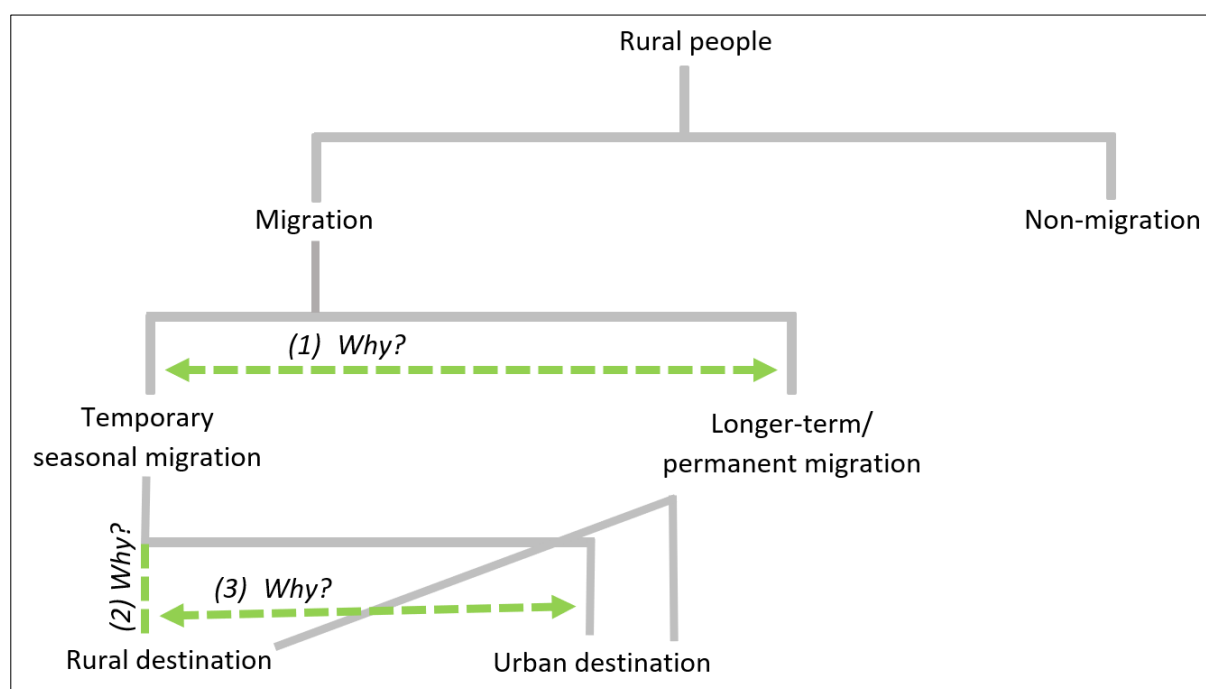 Rural people
Migration
Non-migration
(1) Why?
Temporary
seasonal migration
Longer-term/
permanent migration
(2) Why?
(3) Why?
Rural destination
Urban destination